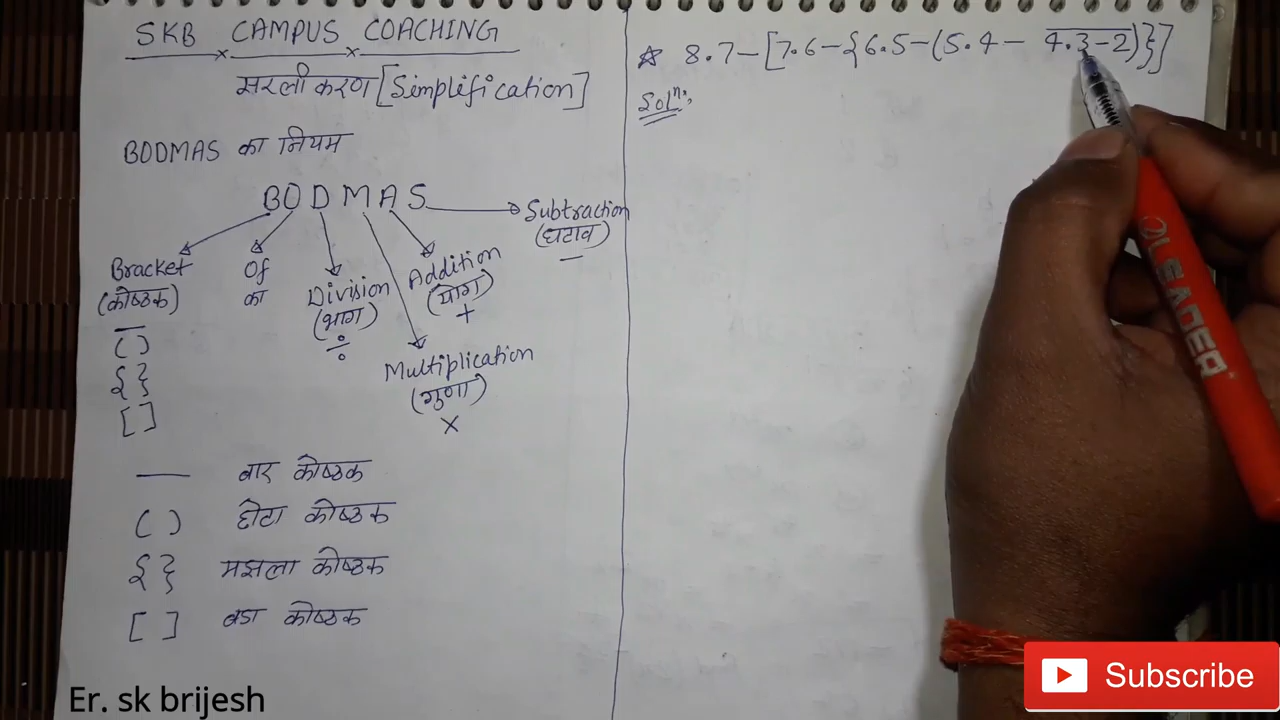 SKB CAMPUS COACHING
सरलीकरण [Simplification]
BODMAS का नियम
BODMAS
Subtraction
(घटाव)
—
Bracket
(कोष्ठक)
—
( )
{ }
[ ]
Of
का
Division
(भाग)
÷
Addition
(योग)
+
Multiplication
(गुणा)
×
— बार कोष्ठक
( ) छोटा कोष्ठक
{ } मझला कोष्ठक
[ ] बडा कोष्ठक
☆ 8.7-[7.6-{6.5-(5.4- 4.3-2)}]
Solⁿ.
LEADER
Subscribe
Er. sk brijesh